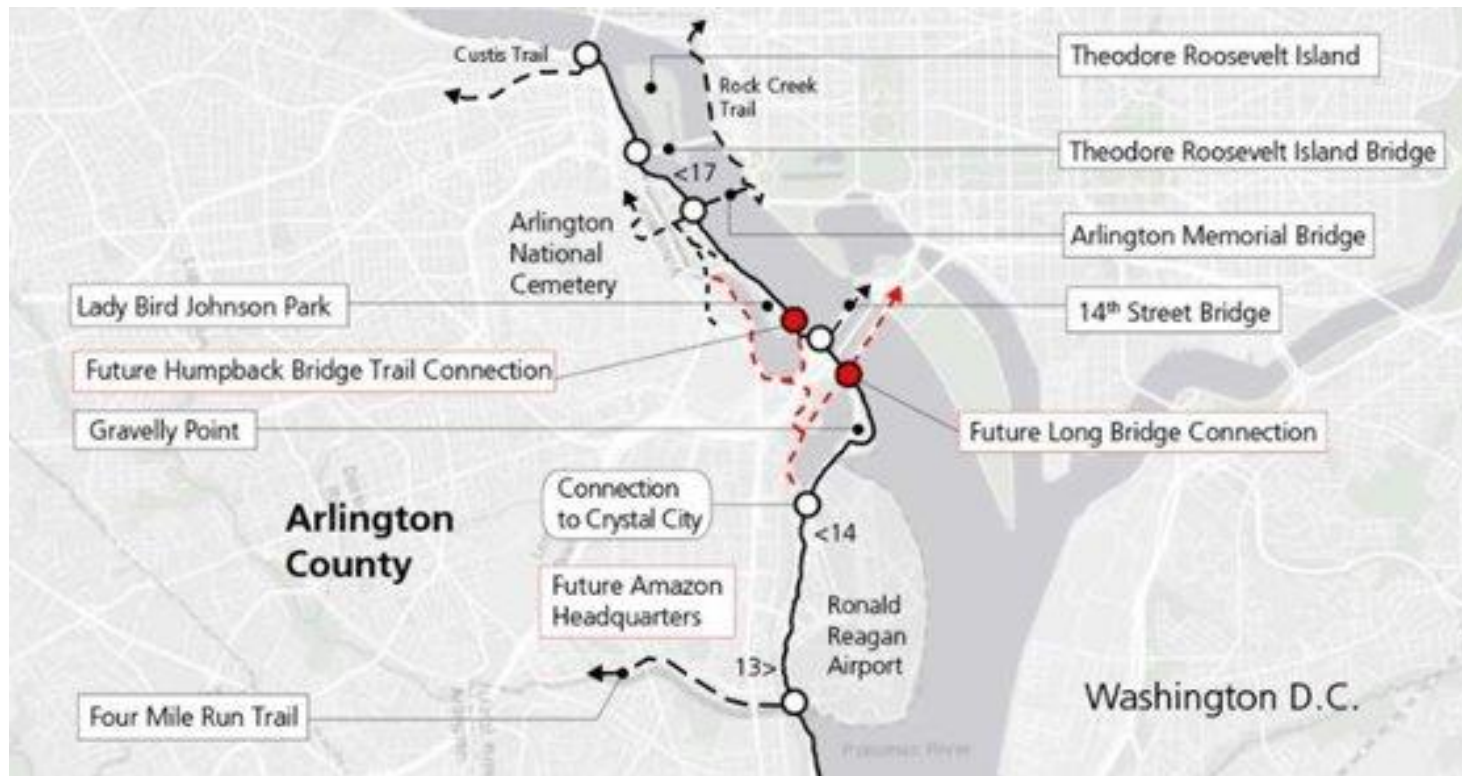 Custis Trail
Rock Creek
Trail
Theodore Roosevelt Island
Theodore Roosevelt Island Bridge
<17
Arlington
National
Cemetery
Arlington Memorial Bridge
Lady Bird Johnson Park
14th Street Bridge
Future Humpback Bridge Trail Connection
Gravelly Point
Future Long Bridge Connection
Connection
to Crystal City
<14
Arlington
County
Future Amazon
Headquarters
Ronald
Reagan
Airport
13>
Four Mile Run Trail
Washington D.C.
Potomac River